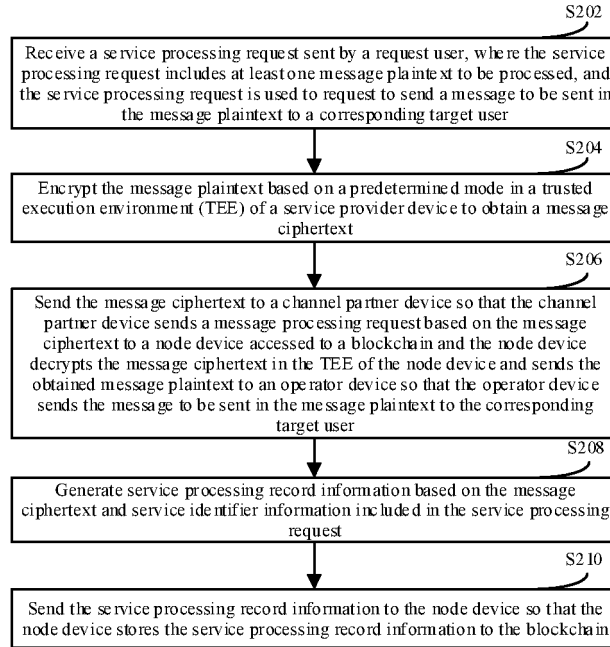 S202
Receive a service processing request sent by a request user, where the service
processing request includes at least one message plaintext to be processed, and
the service processing request is used to request to send a message to be sent in
the message plaintext to a corresponding target user
S204
Encrypt the message plaintext based on a predetermined mode in a trusted
execution environment (TEE) of a service provider device to obtain a message
ciphertext
S206
Send the message ciphertext to a channel partner device so that the channel
partner device sends a message processing request based on the message
ciphertext to a node device accessed to a blockchain and the node device
decrypts the message ciphertext in the TEE of the node device and sends the
obtained message plaintext to an operator device so that the operator device
sends the message to be sent in the message plaintext to the corresponding
target user
S208
Generate service processing record information based on the message
ciphertext and service identifier information included in the service processing
request
S210
Send the service processing record information to the node device so that the
node device stores the service processing record information to the blockchain